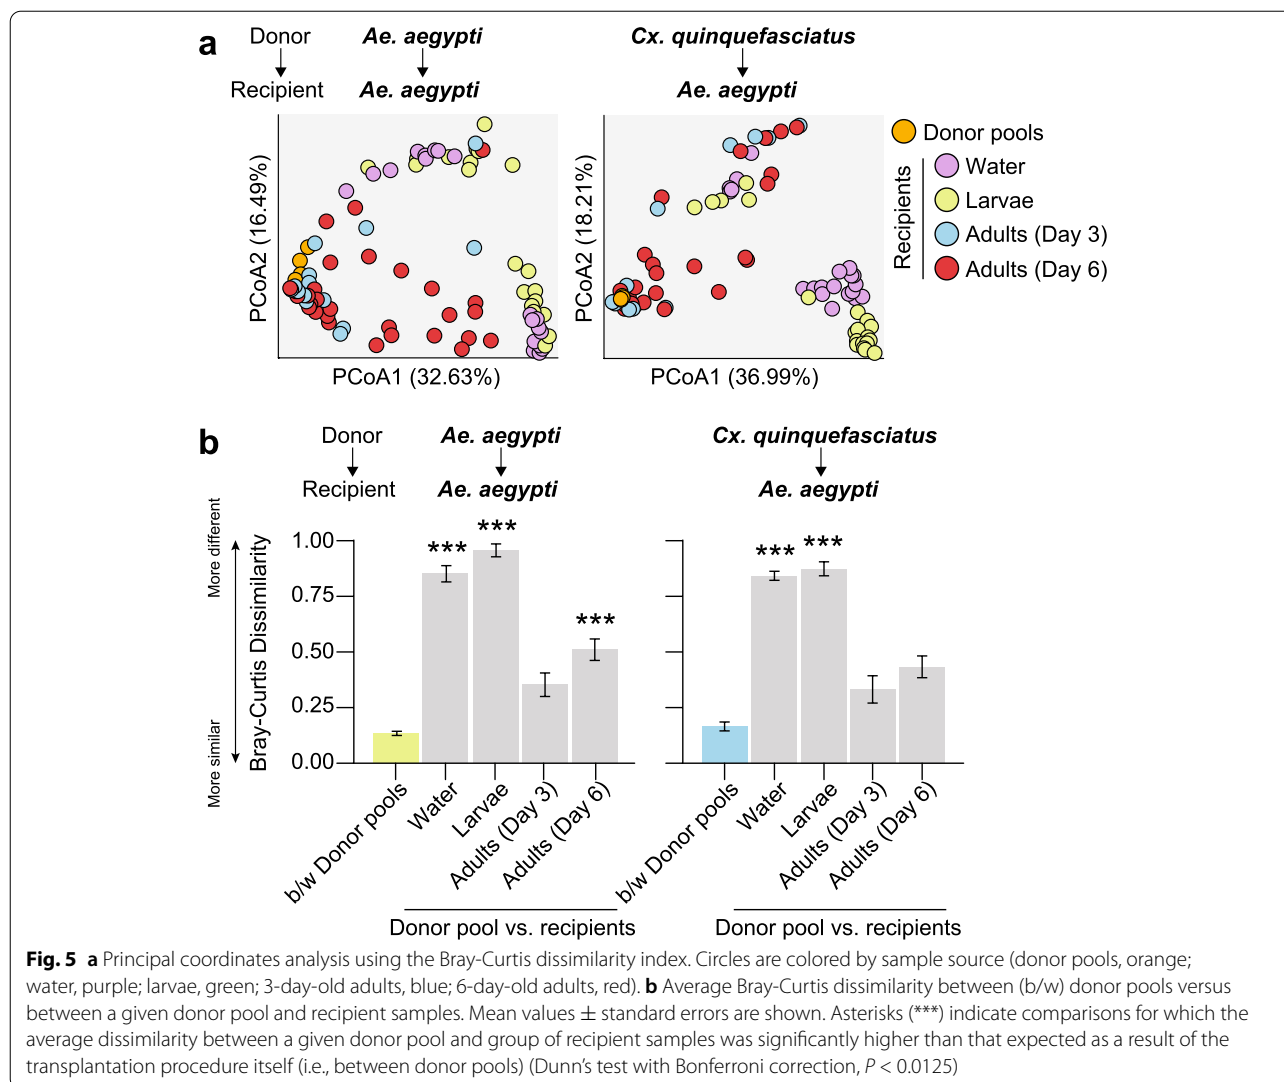 a
Donor
Ae. aegypti
Cx. quinquefasciatus
Recipient
Ae. aegypti
Ae. aegypti
PCoA2 (16.49%)
PCoA1 (32.63%)
PCoA2 (18.21%)
PCoA1 (36.99%)
Donor pools
Recipients
Water
Larvae
Adults (Day 3)
Adults (Day 6)
b
Donor
Ae. aegypti
Cx. quinquefasciatus
Recipient
Ae. aegypti
Ae. aegypti
More different
More similar
Bray-Curtis Dissimilarity
1.00
0.75
0.50
0.25
0.00
*** *** ***
*** ***
b/w Donor pools
Water
Larvae
Adults (Day 3)
Adults (Day 6)
Donor pool vs. recipients
b/w Donor pools
Water
Larvae
Adults (Day 3)
Adults (Day 6)
Donor pool vs. recipients
Fig. 5 a Principal coordinates analysis using the Bray-Curtis dissimilarity index. Circles are colored by sample source (donor pools, orange;
water, purple; larvae, green; 3-day-old adults, blue; 6-day-old adults, red). b Average Bray-Curtis dissimilarity between (b/w) donor pools versus
between a given donor pool and recipient samples. Mean values ± standard errors are shown. Asterisks (***) indicate comparisons for which the
average dissimilarity between a given donor pool and group of recipient samples was significantly higher than that expected as a result of the
transplantation procedure itself (i.e., between donor pools) (Dunn's test with Bonferroni correction, P < 0.0125)